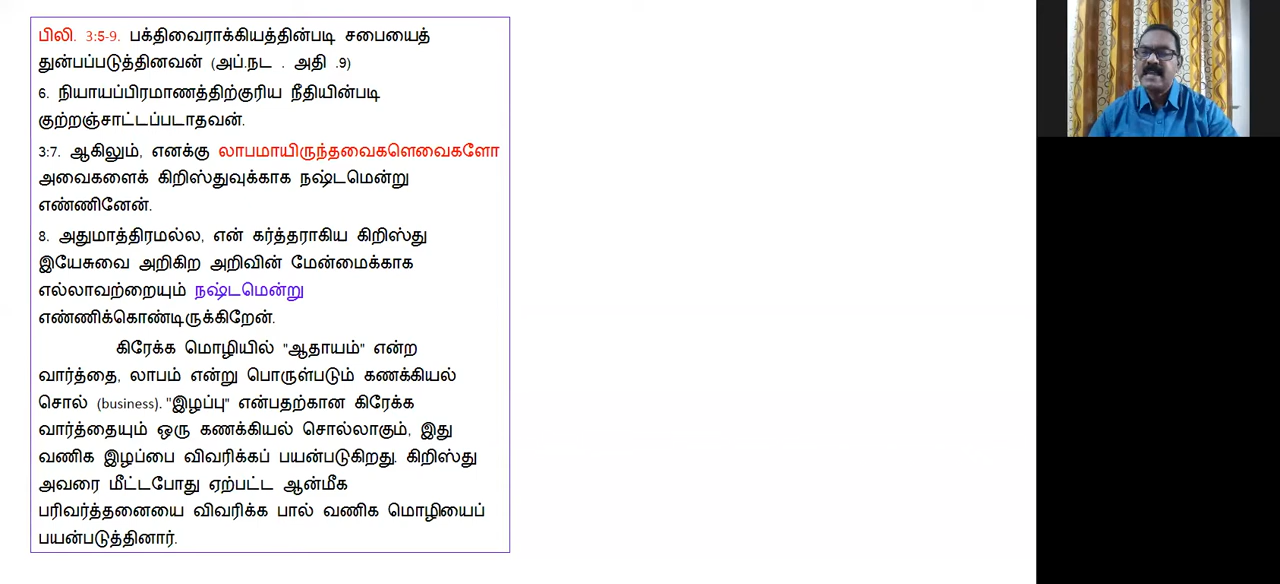 பிலி. 3:5-9. பக்திவைராக்கியத்தின்படி சபையைத்
துன்பப்படுத்தினவன் (அப்.நட . அதி .9)
6. நியாயப்பிரமாணத்திற்குரிய நீதியின்படி
குற்றஞ்சாட்டப்படாதவன்.
3:7. ஆகிலும், எனக்கு லாபமாயிருந்தவைகளெவைகளோ
அவைகளைக் கிறிஸ்துவுக்காக நஷ்டமென்று
எண்ணினேன்.
8. அதுமாத்திரமல்ல, என் கர்த்தராகிய கிறிஸ்து
இயேசுவை அறிகிற அறிவின் மேன்மைக்காக
எல்லாவற்றையும் நஷ்டமென்று
எண்ணிக்கொண்டிருக்கிறேன்.
கிரேக்க மொழியில் "ஆதாயம்" என்ற
வார்த்தை, லாபம் என்று பொருள்படும் கணக்கியல்
சொல் (business). "இழப்பு" என்பதற்கான கிரேக்க
வார்த்தையும் ஒரு கணக்கியல் சொல்லாகும், இது
வணிக இழப்பை விவரிக்கப் பயன்படுகிறது. கிறிஸ்து
அவரை மீட்டபோது ஏற்பட்ட ஆன்மீக
பரிவர்த்தனையை விவரிக்க பால் வணிக மொழியைப்
பயன்படுத்தினார்.